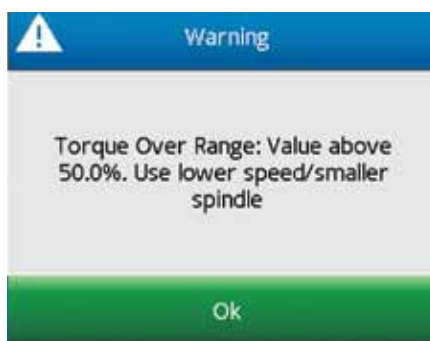 Warning
Torque Over Range: Value above
50.0%. Use lower speed/smaller
spindle
Ok